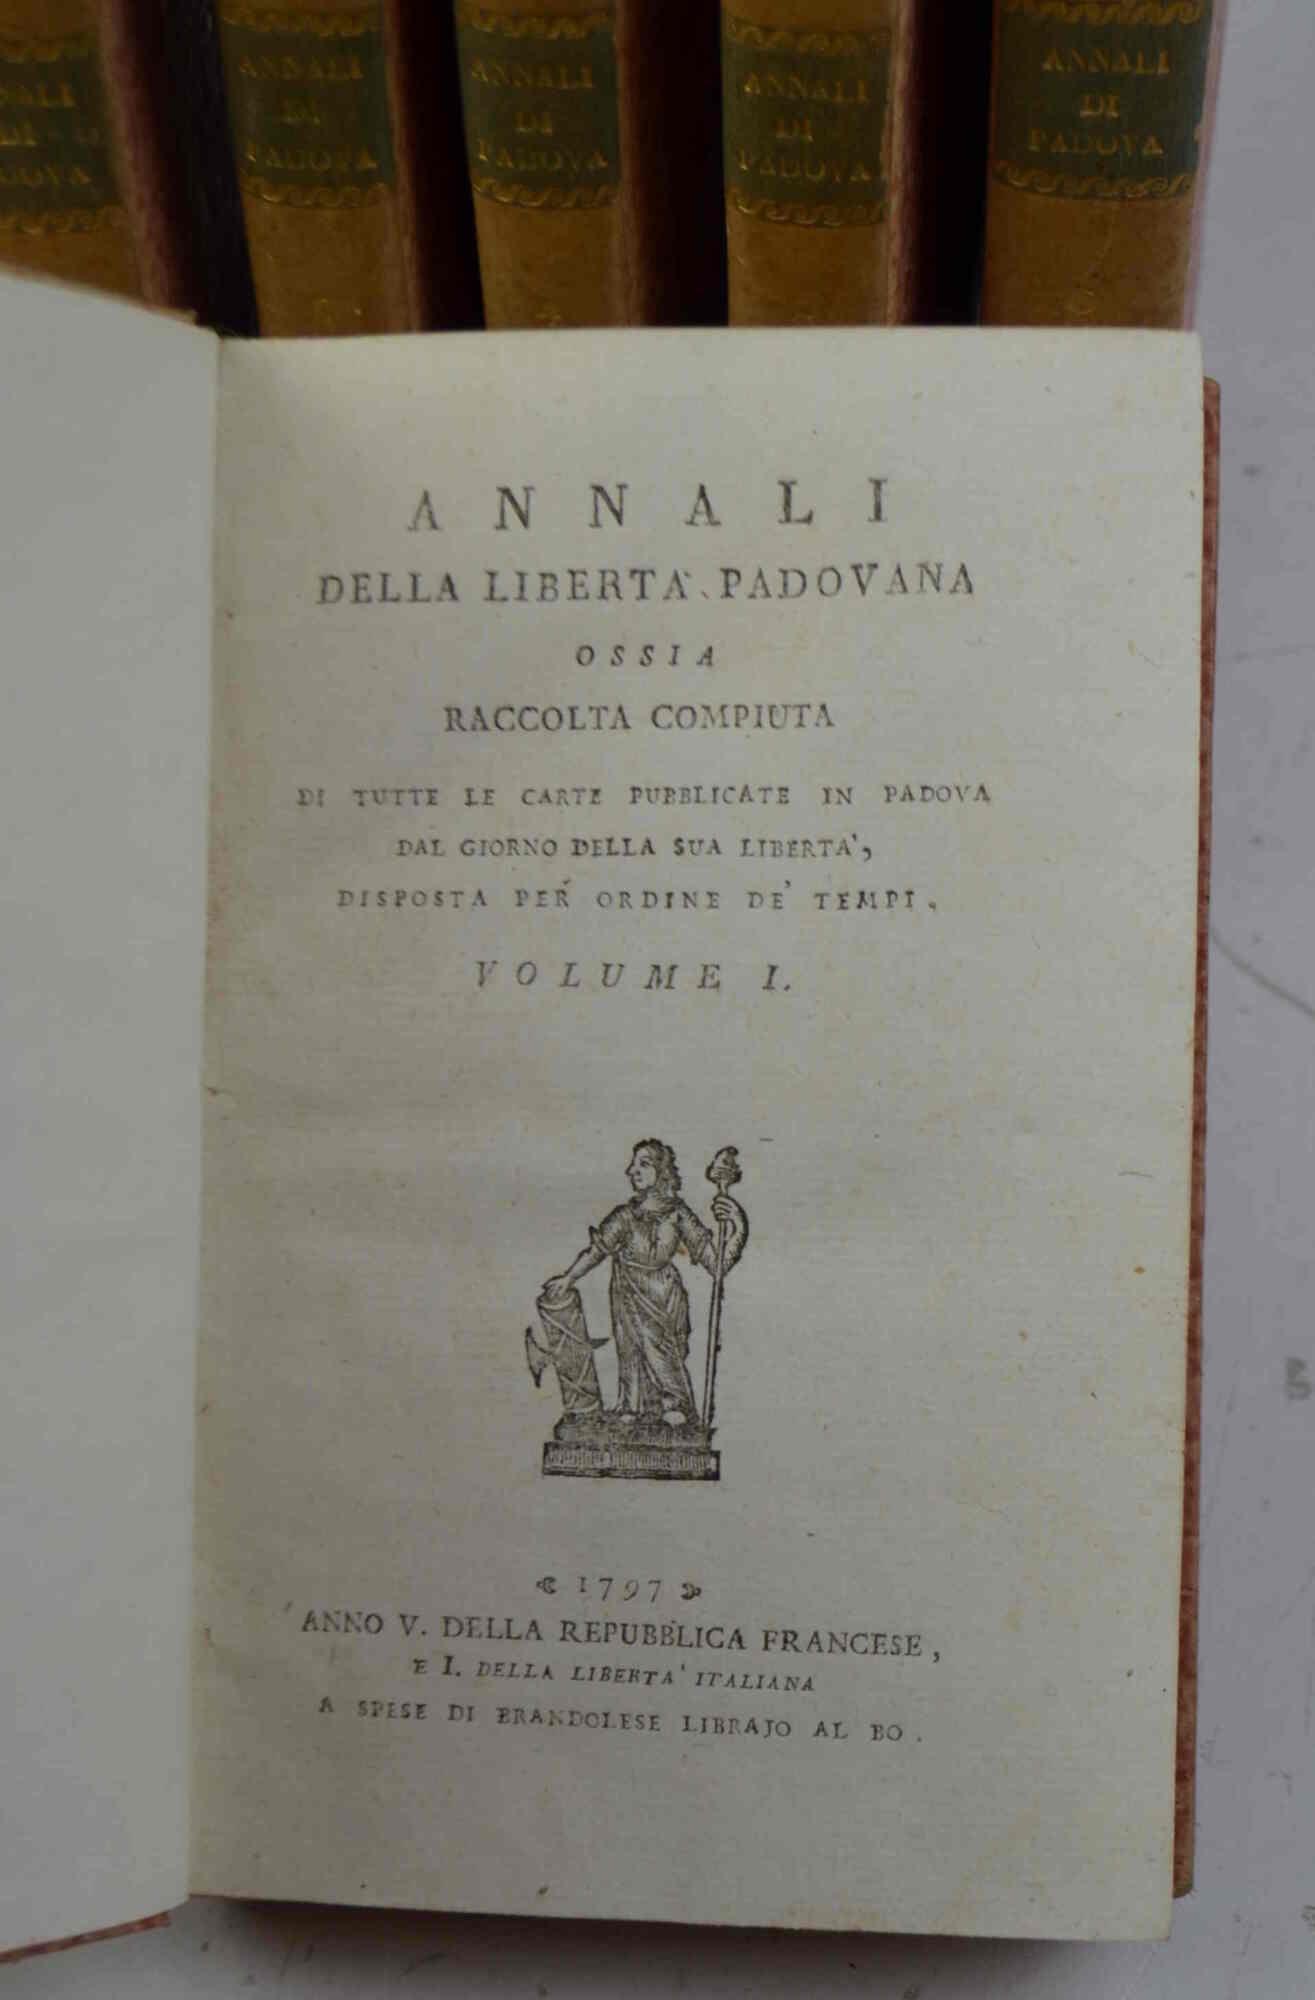 ANNALI
DI
PADOVA
ANNALI
DI
PADOVA
ANNALI
DI
PADOVA
ANNALI
DI
PADOVA
ANNALI
DELLA LIBERTA' PADOVANA
OSSIA
RACCOLTA COMPIUTA
DI TUTTE LE CARTE PUBBLICATE IN PADOVA
DAL GIORNO DELLA SUA LIBERTA',
DISPOSTA PER ORDINE DE' TEMPI.
VOLUME I.
1797
ANNO V. DELLA REPUBBLICA FRANCESE,
E I. DELLA LIBERTA' ITALIANA
A SPESE DI BRANDOLESE LIBRAJO AL BO.